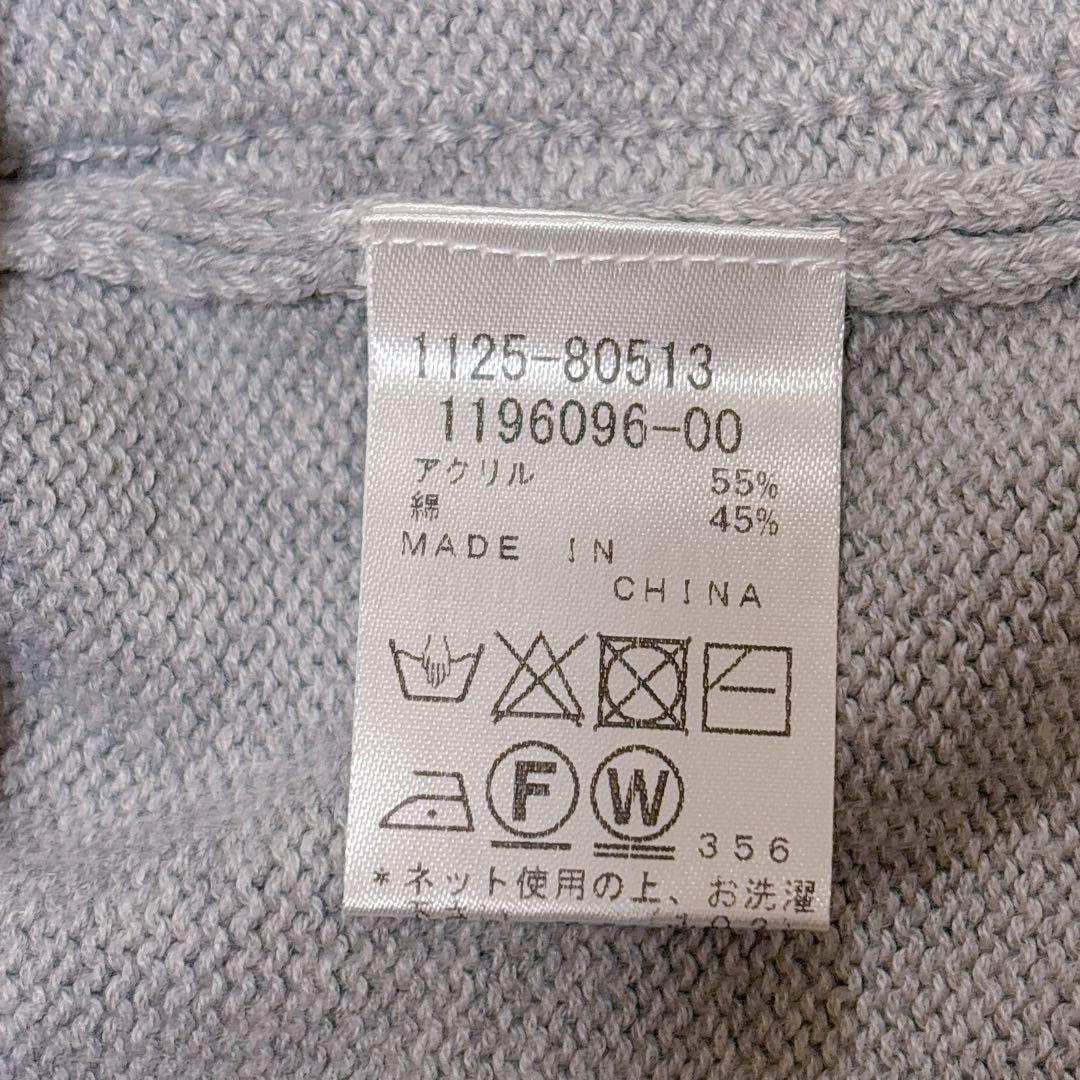 1125-80513
1196096-00
アクリル 55%
綿 45%
MADE IN
CHINA
F W 356
*ネット使用の上、お洗濯